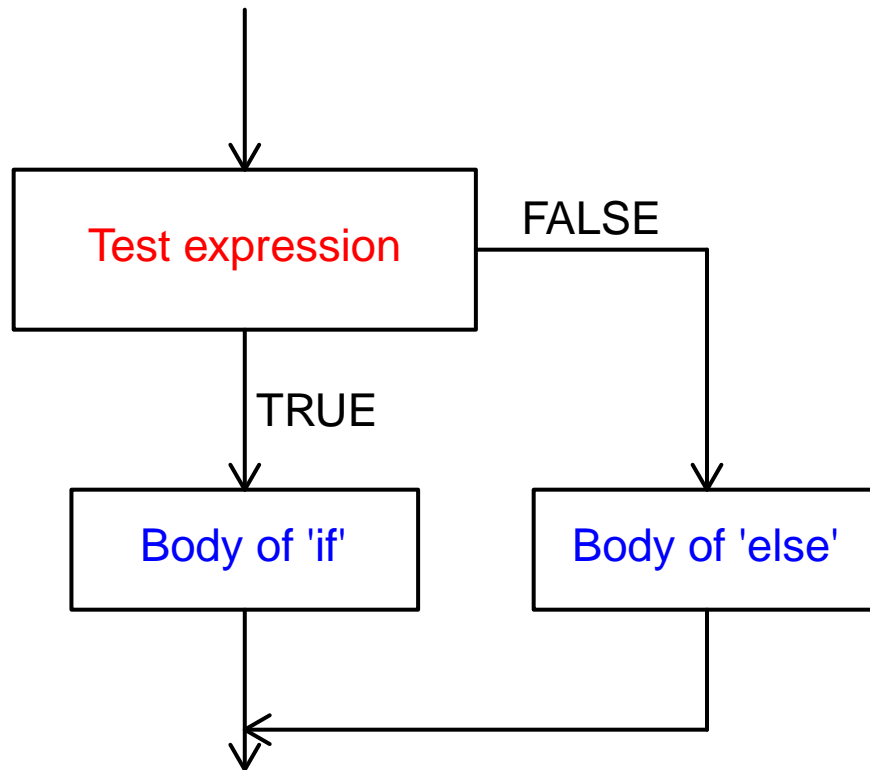 Test expression
FALSE
TRUE
Body of 'if'
Body of 'else'